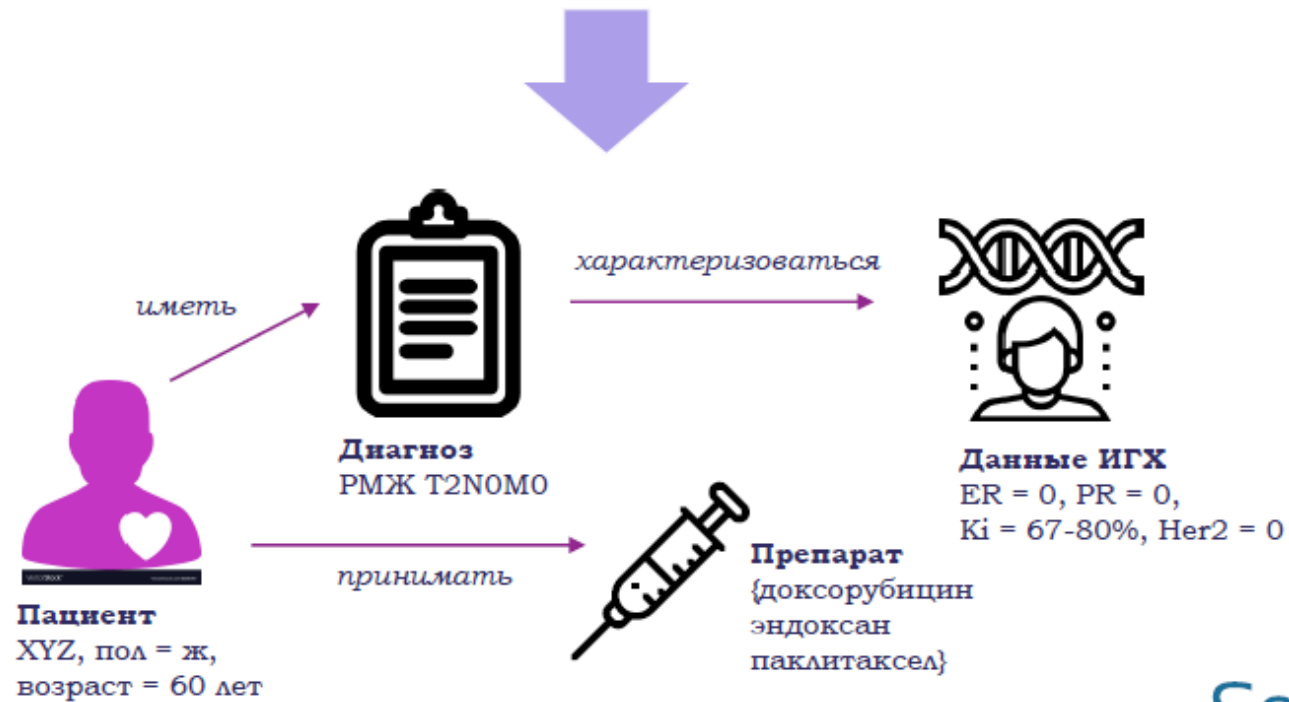 характеризоваться
иметь
Диагноз
РМЖ T2N0M0
Данные ИГХ
ER = 0, PR = 0,
Ki = 67-80%, Her2 = 0
принимать
Препарат
{доксорубицин
эндоксан
паклитаксел}
Пациент
XYZ, пол = ж,
возраст = 60 лет